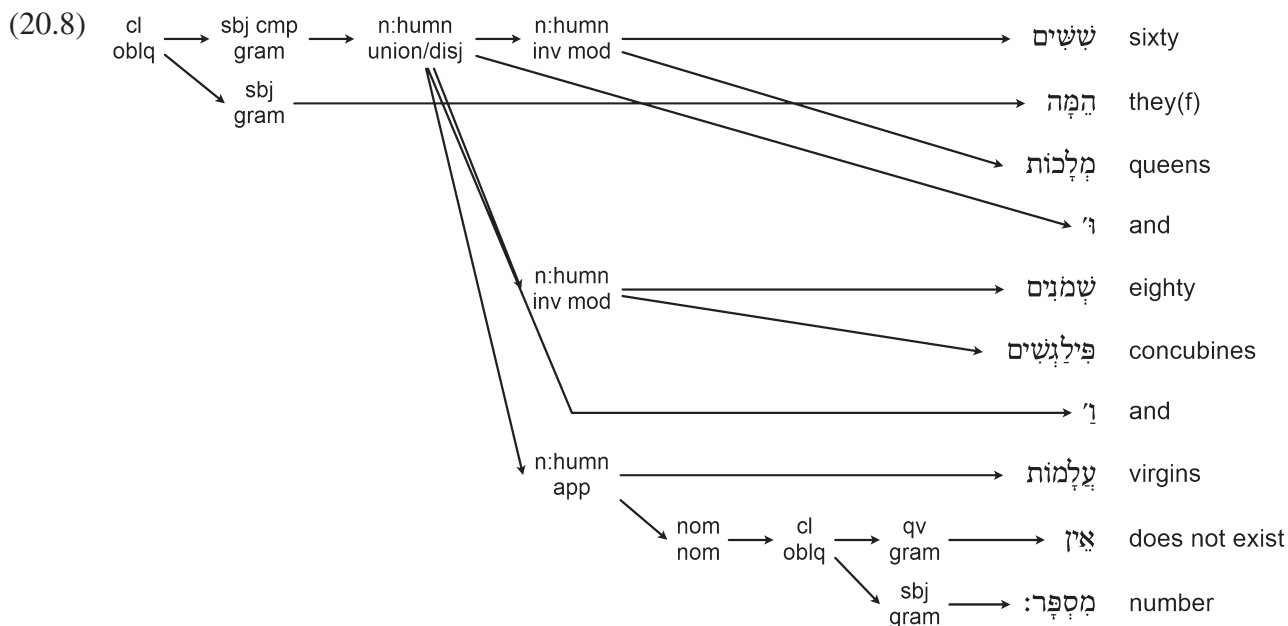 (20.8)
cl sbj cmp n:humn n:humn
oblq gram union/disj inv mod
שִׁשִּׁים sixty
sbj
gram
הֵמָּה they(f)
מְלָכוֹת queens
וּ׳ and
n:humn
inv mod
שְׁמֹנִים eighty
פִּילַגְשִׁים concubines
וַ׳ and
n:humn
app
עֲלָמוֹת virgins
nom cl qv
nom oblq gram
אֵין does not exist
sbj
gram
מִסְפָּר׃ number